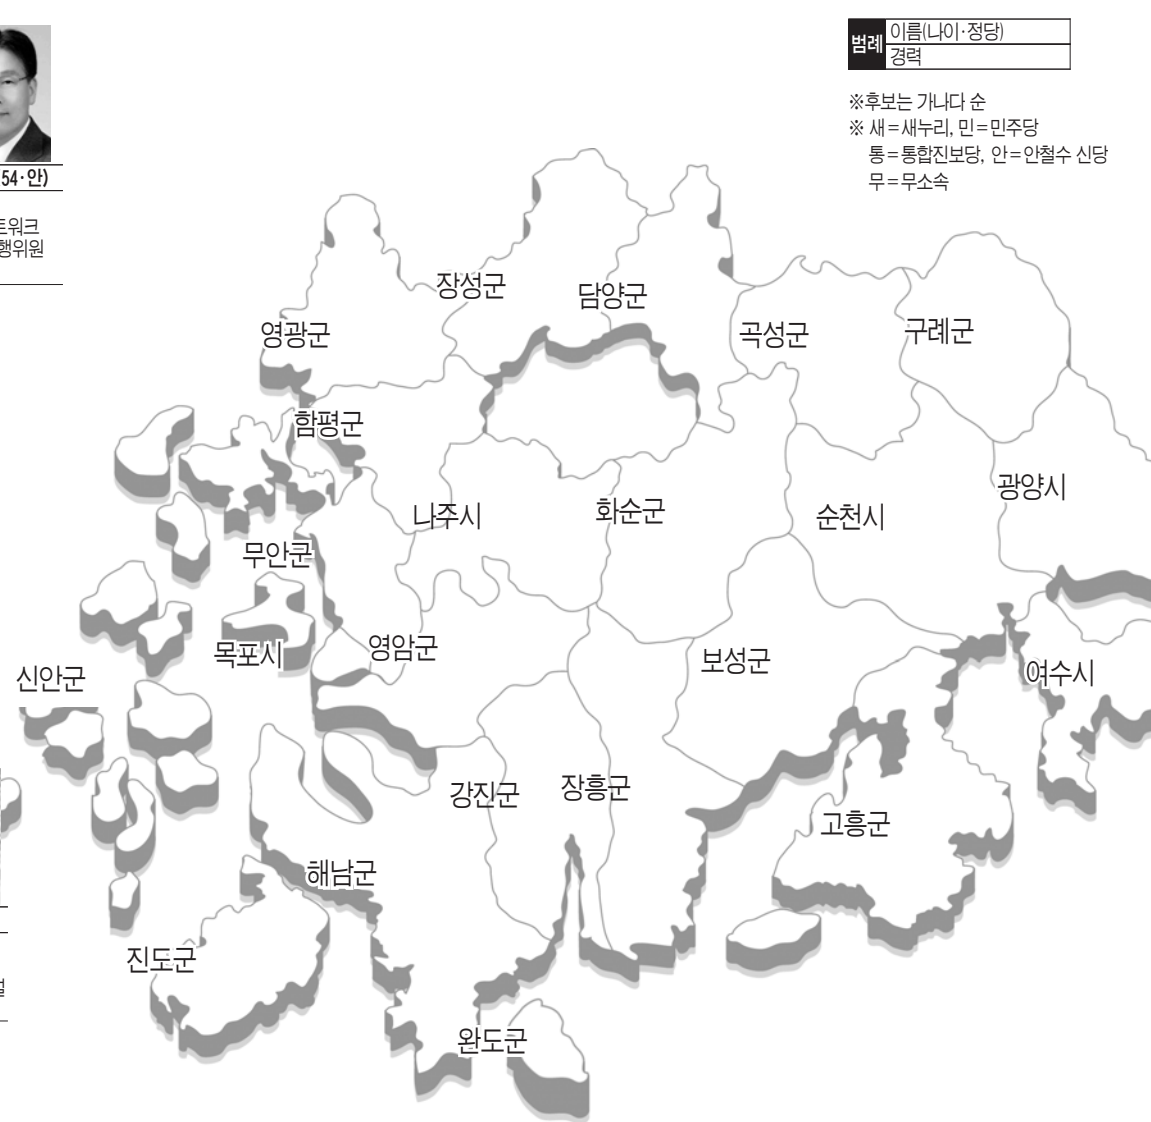 범례
이름(나이·정당)
경력
※후보는 가나다 순
※ 새=새누리, 민=민주당
통=통합진보당, 안=안철수 신당
무=무소속
54·안)
트워크
행위원
장성군
담양군
영광군
곡성군
구례군
함평군
나주시
화순군
순천시
광양시
무안군
목포시
영암군
보성군
여수시
신안군
강진군
장흥군
고흥군
해남군
진도군
완도군